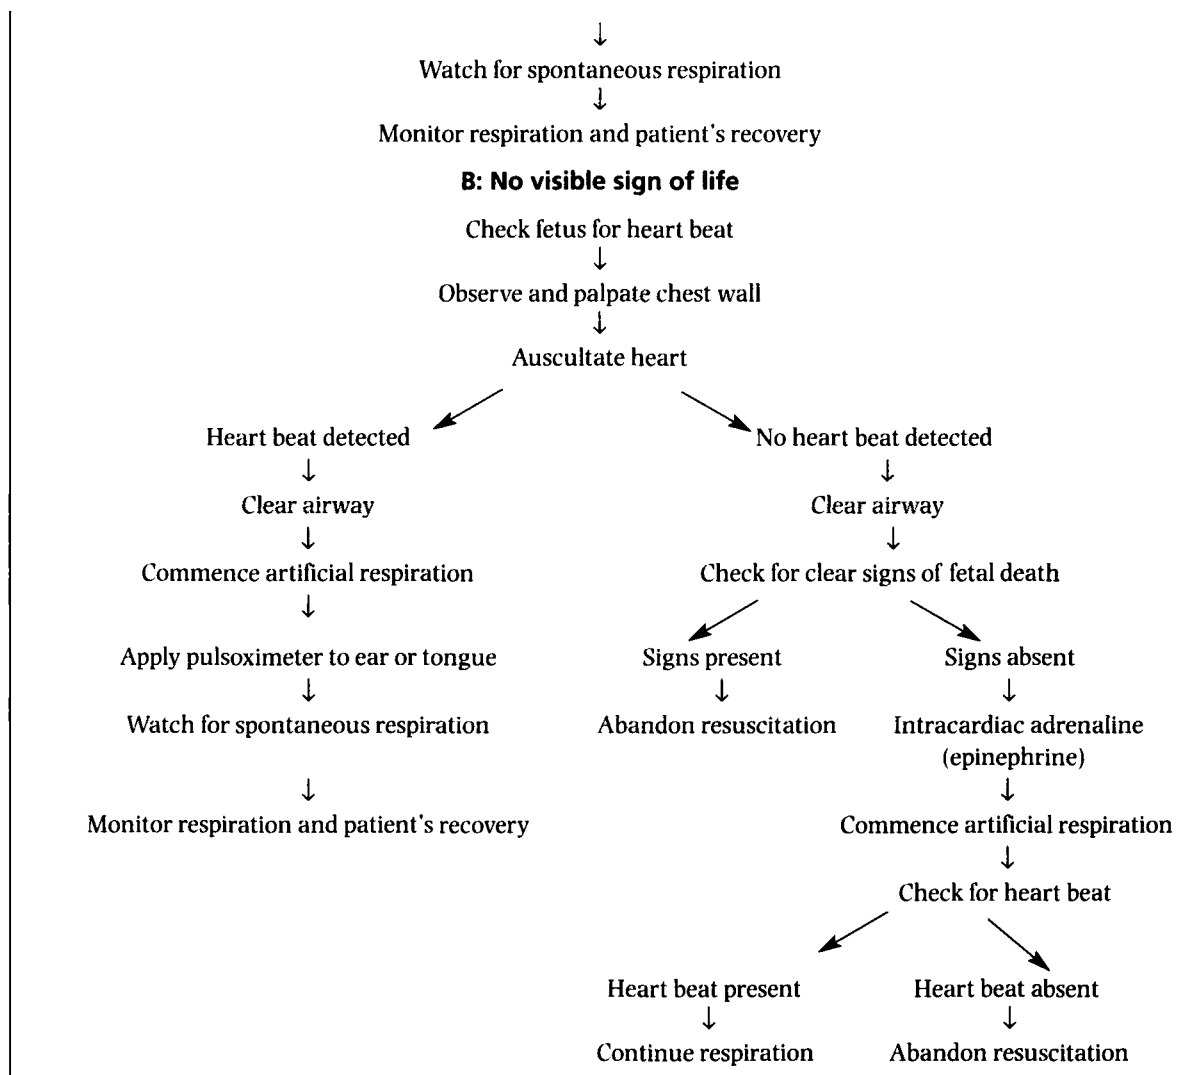 Watch for spontaneous respiration
Monitor respiration and patient's recovery
B: No visible sign of life
Check fetus for heart beat
Observe and palpate chest wall
Auscultate heart
Heart beat detected
No heart beat detected
Clear airway
Clear airway
Commence artificial respiration
Check for clear signs of fetal death
Apply pulsoximeter to ear or tongue
Signs present
Signs absent
Watch for spontaneous respiration
Abandon resuscitation
Intracardiac adrenaline
(epinephrine)
Monitor respiration and patient's recovery
Commence artificial respiration
Check for heart beat
Heart beat present
Heart beat absent
Continue respiration
Abandon resuscitation